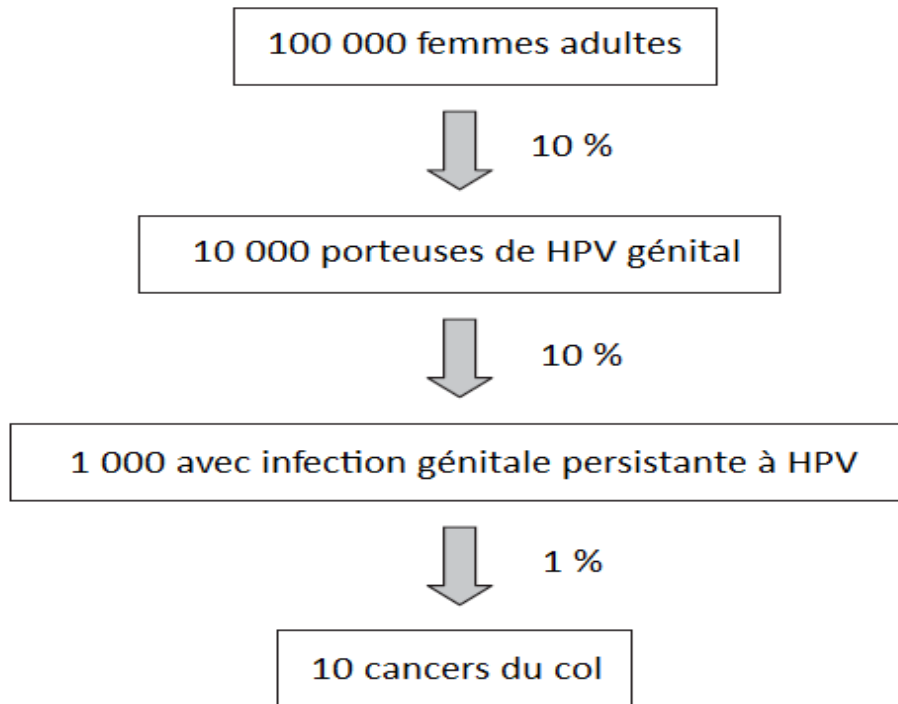 100 000 femmes adultes
10 %
10 000 porteuses de HPV génital
10 %
1 000 avec infection génitale persistante à HPV
1 %
10 cancers du col